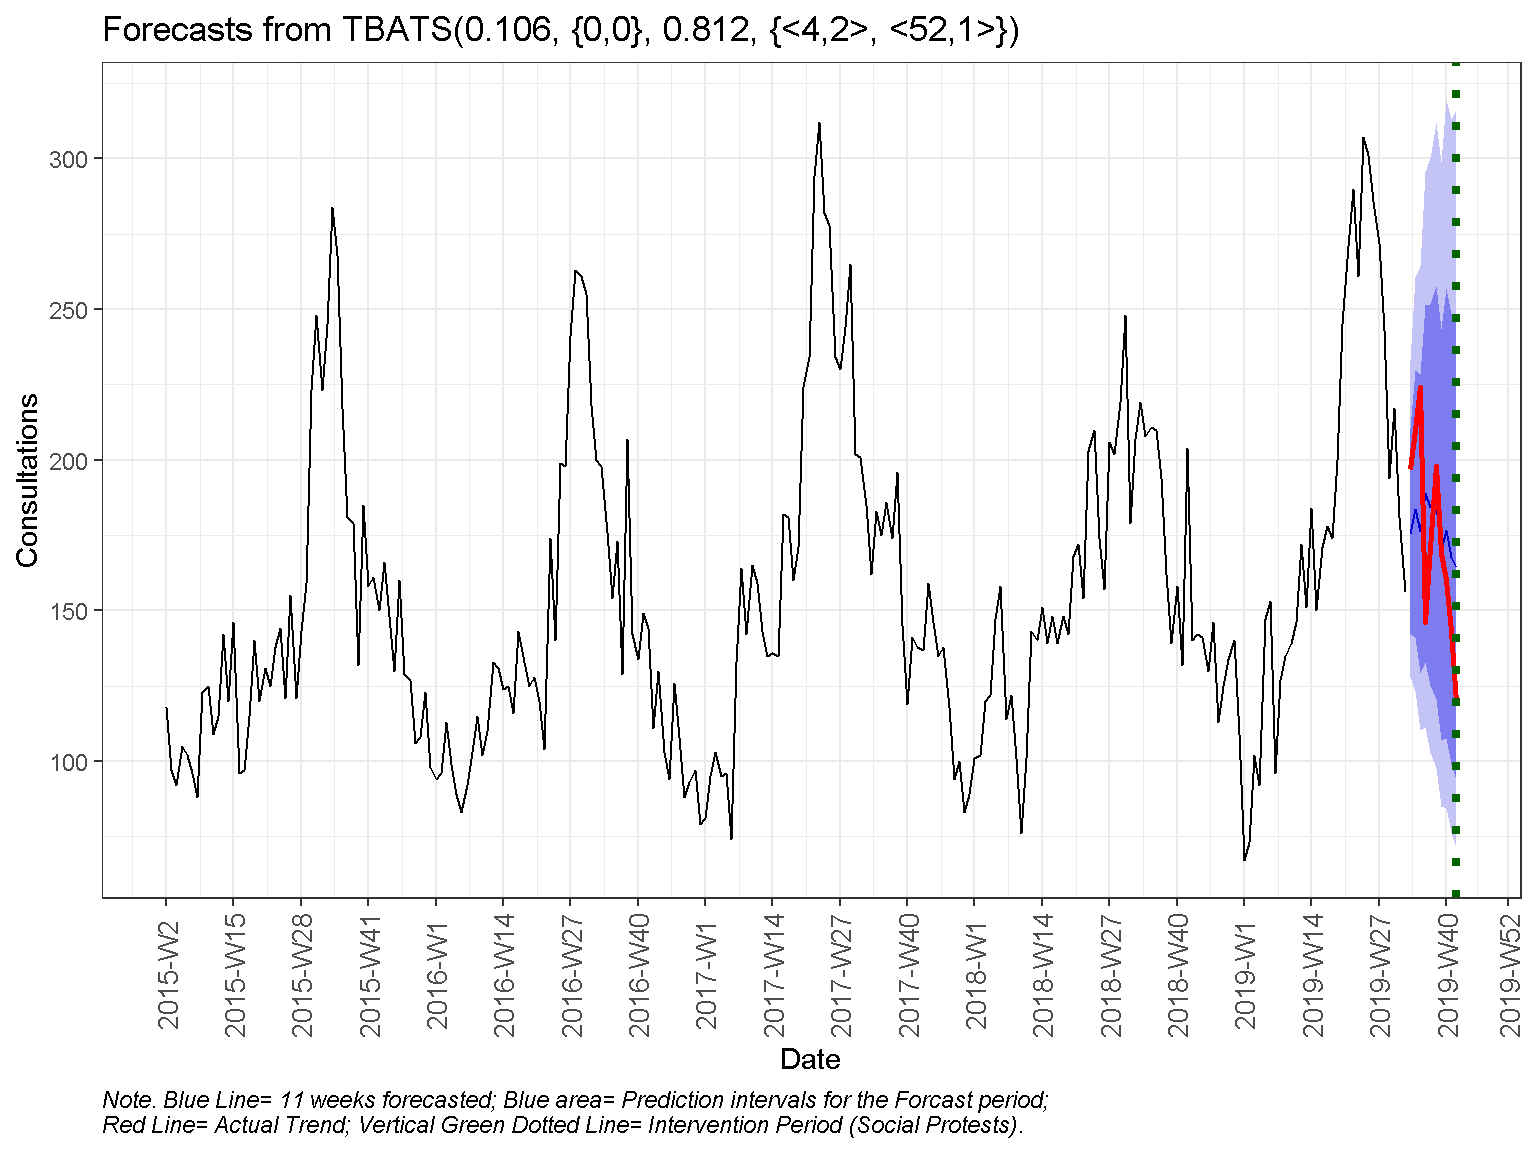 Forecasts from TBATS(0.106, {0,0}, 0.812, {<4,2>, <52,1>})
Consultations
300
250
200
150
100
2015-W2
2015-W15
2015-W28
2015-W41
2016-W1
2016-W14
2016-W27
2016-W40
2017-W1
2017-W14
2017-W27
2017-W40
2018-W1
2018-W14
2018-W27
2018-W40
2019-W1
2019-W14
2019-W27
2019-W40
2019-W52
Date
Note. Blue Line= 11 weeks forecasted; Blue area= Prediction intervals for the Forcast period;
Red Line= Actual Trend; Vertical Green Dotted Line= Intervention Period (Social Protests).